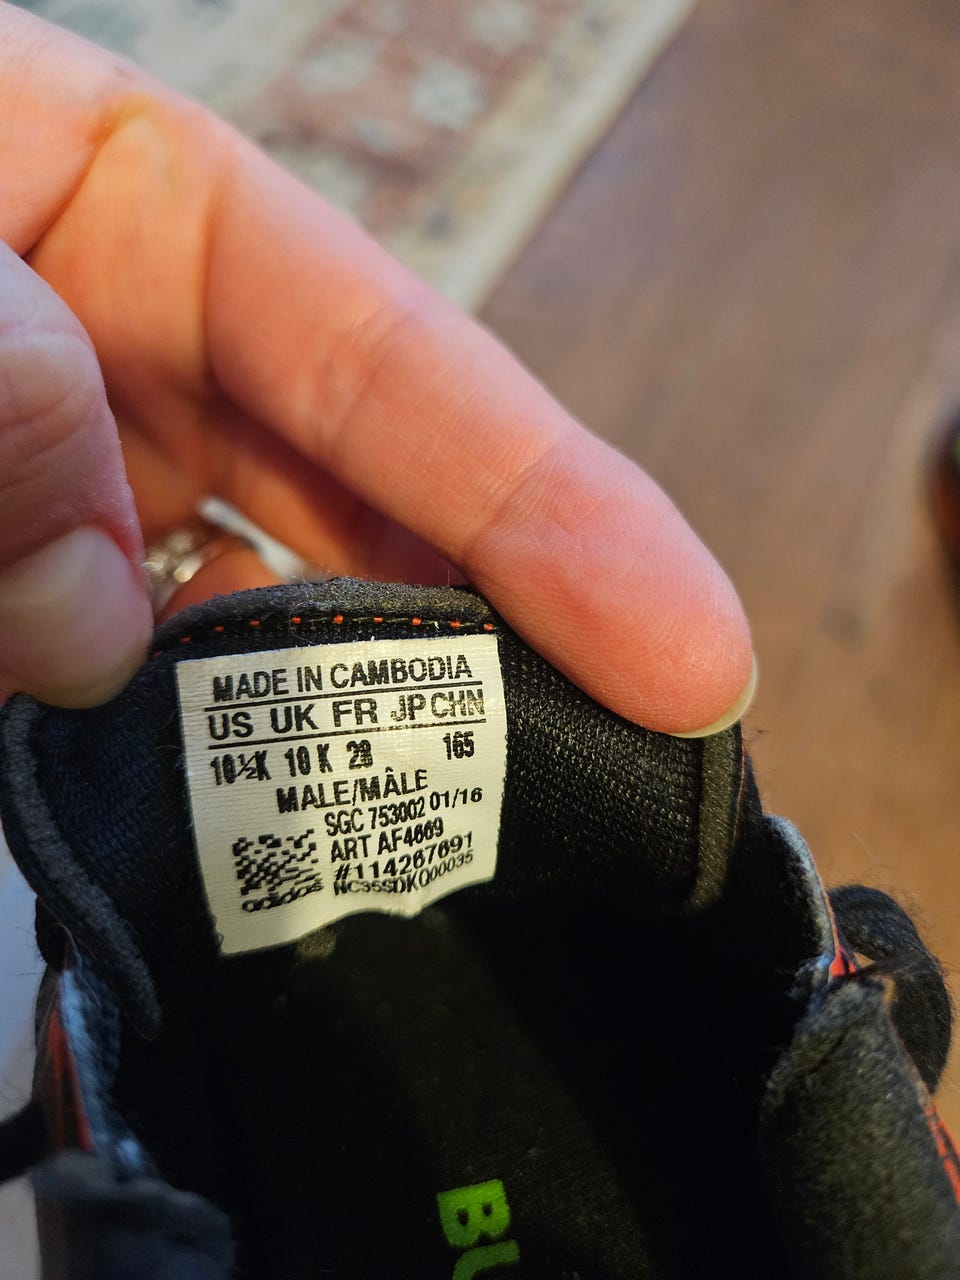 MADE IN CAMBODIA
US UK FR JP CHN
10½K 10 K 28 165
MALE/MÂLE
SGC 753002 01/16
ART AF4669
#114267691
NC35SDKQ00035
adidas
BU